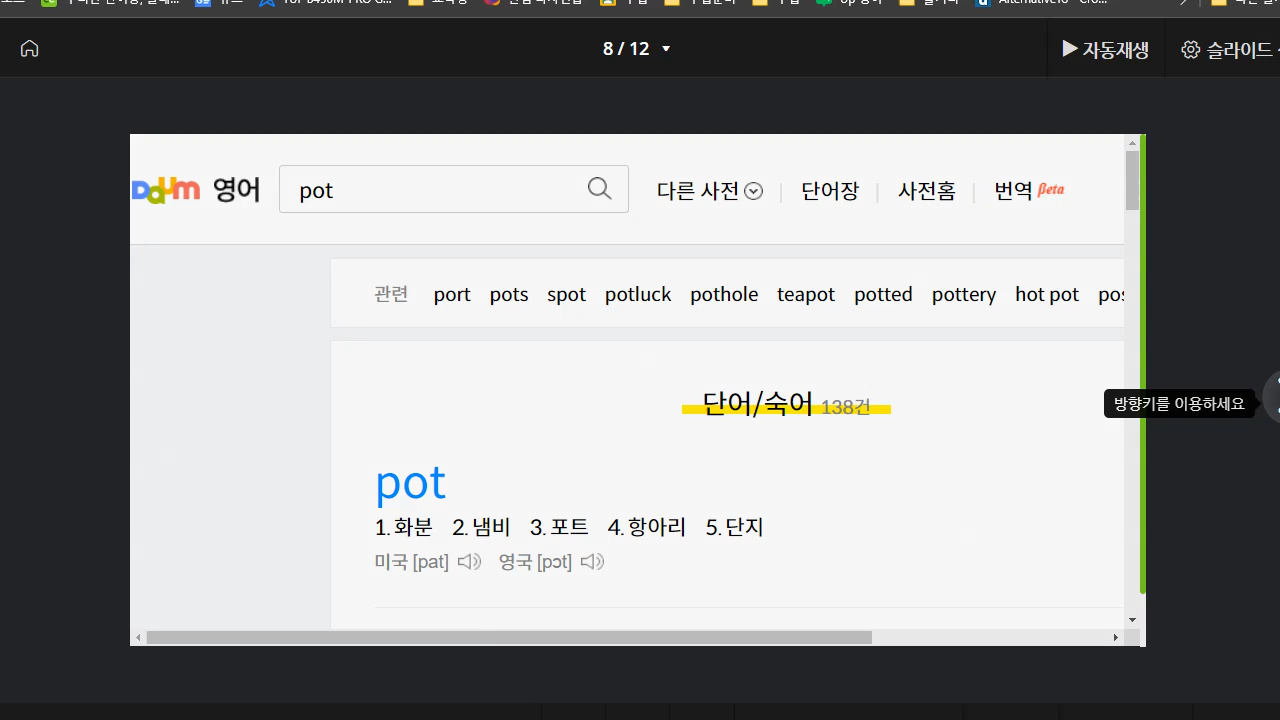 8 / 12
자동재생
슬라이드
Daum 영어
pot
다른 사전
단어장
사전홈
번역 Beta
관련 port pots spot potluck pothole teapot potted pottery hot pot
단어/숙어 138건
방향키를 이용하세요
pot
1. 화분 2. 냄비 3. 포트 4. 항아리 5. 단지
미국 [pat] 영국 [pɔt]